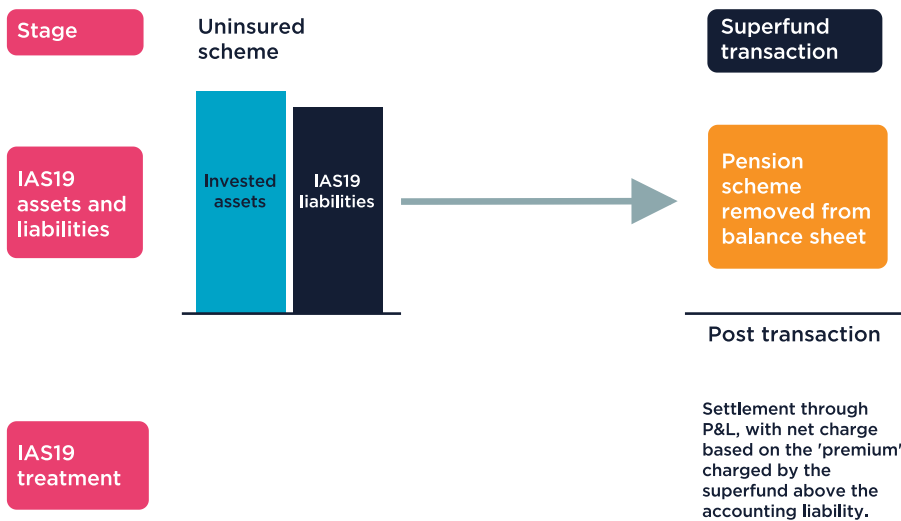 Stage
Uninsured
scheme
Superfund
transaction
IAS19
assets and
liabilities
Invested
assets
IAS19
liabilities
Pension
scheme
removed from
balance sheet
Post transaction
IAS19
treatment
Settlement through
P&L, with net charge
based on the 'premium'
charged by the
superfund above the
accounting liability.